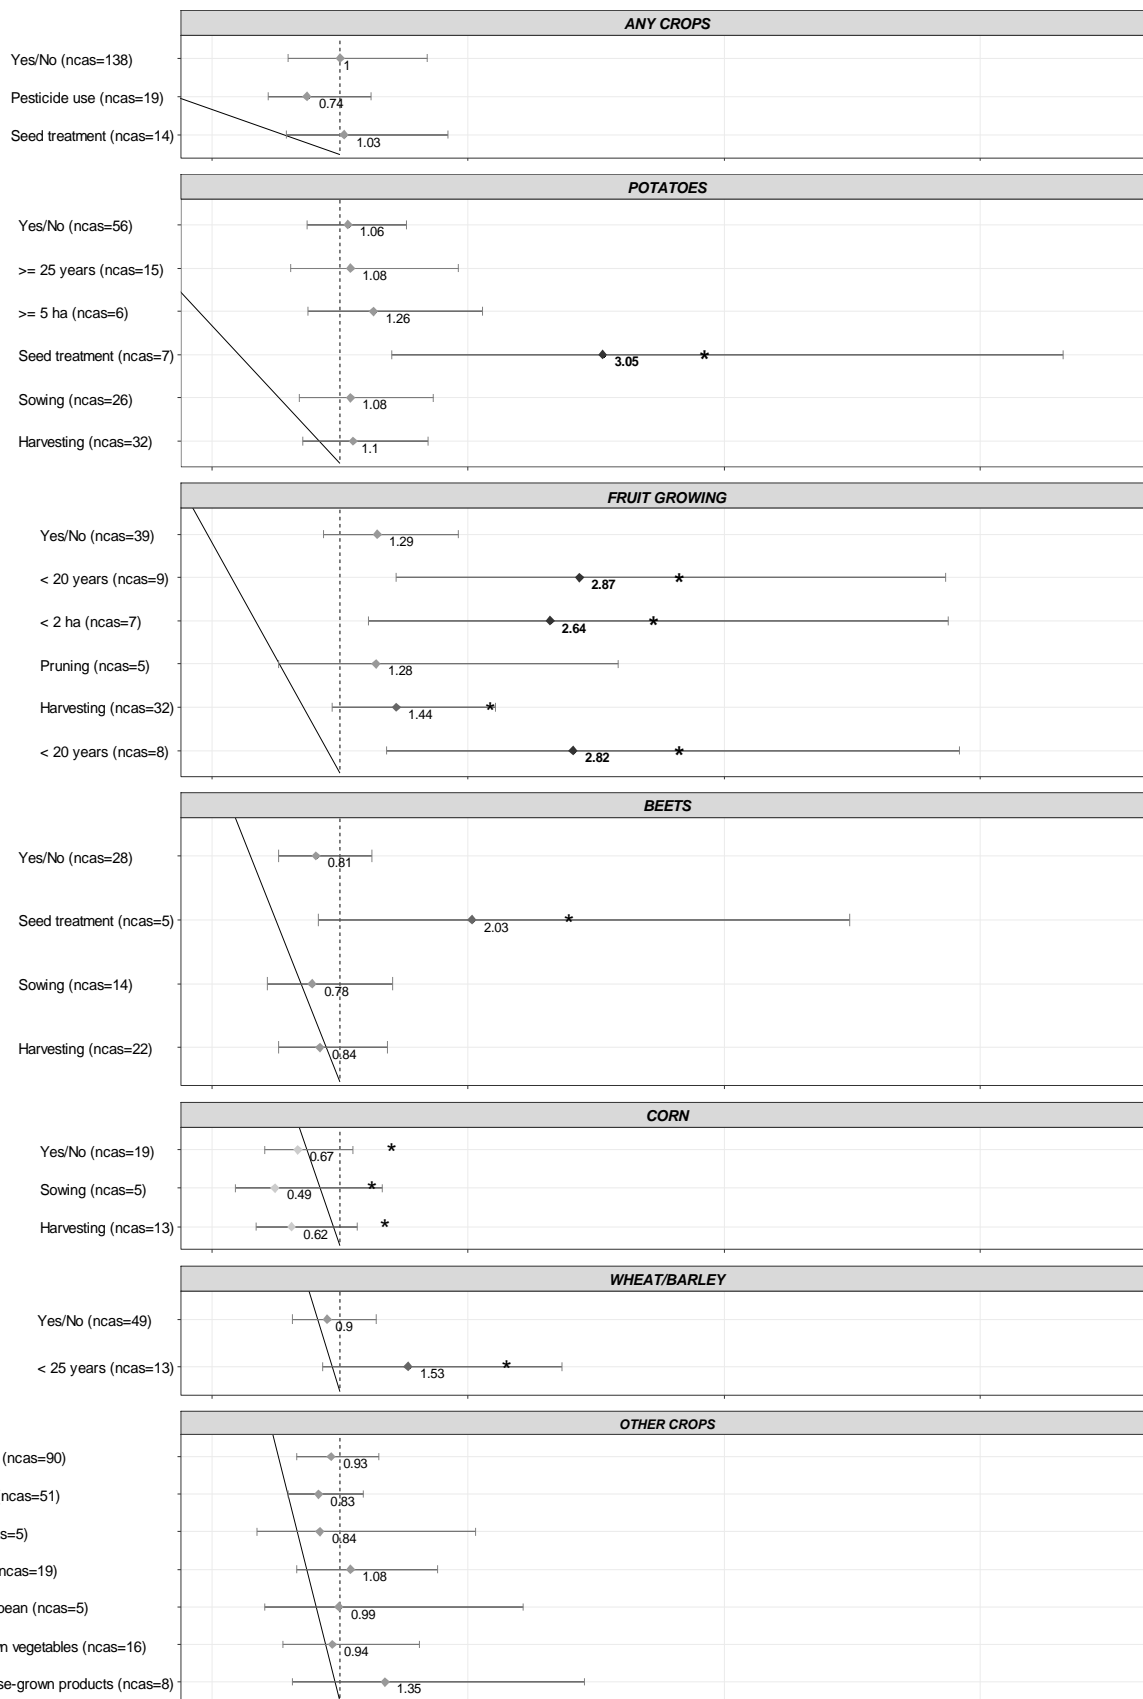 ANY CROPS
Yes/No (ncas=138)
1
Pesticide use (ncas=19)
0.74
Seed treatment (ncas=14)
1.03
POTATOES
Yes/No (ncas=56)
1.06
>= 25 years (ncas=15)
1.08
>= 5 ha (ncas=6)
1.26
Seed treatment (ncas=7)
3.05 *
Sowing (ncas=26)
1.08
Harvesting (ncas=32)
1.1
FRUIT GROWING
Yes/No (ncas=39)
1.29
< 20 years (ncas=9)
2.87 *
< 2 ha (ncas=7)
2.64 *
Pruning (ncas=5)
1.28
Harvesting (ncas=32)
1.44 *
< 20 years (ncas=8)
2.82 *
BEETS
Yes/No (ncas=28)
0.81
Seed treatment (ncas=5)
2.03 *
Sowing (ncas=14)
0.78
Harvesting (ncas=22)
0.84
CORN
Yes/No (ncas=19)
0.67 *
Sowing (ncas=5)
0.49 *
Harvesting (ncas=13)
0.62 *
WHEAT/BARLEY
Yes/No (ncas=49)
0.9
< 25 years (ncas=13)
1.53 *
OTHER CROPS
(ncas=90)
0.93
ncas=51)
0.83
s=5)
0.84
ncas=19)
1.08
bean (ncas=5)
0.99
n vegetables (ncas=16)
0.94
se-grown products (ncas=8)
1.35